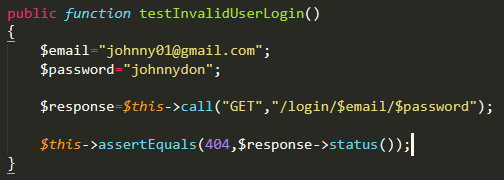 public function testInvalidUserLogin()
{
$email="johnny01@gmail.com";
$password="johnnydon";
$response=$this->call("GET","/login/$email/$password");
$this->assertEquals(404,$response->status());
}